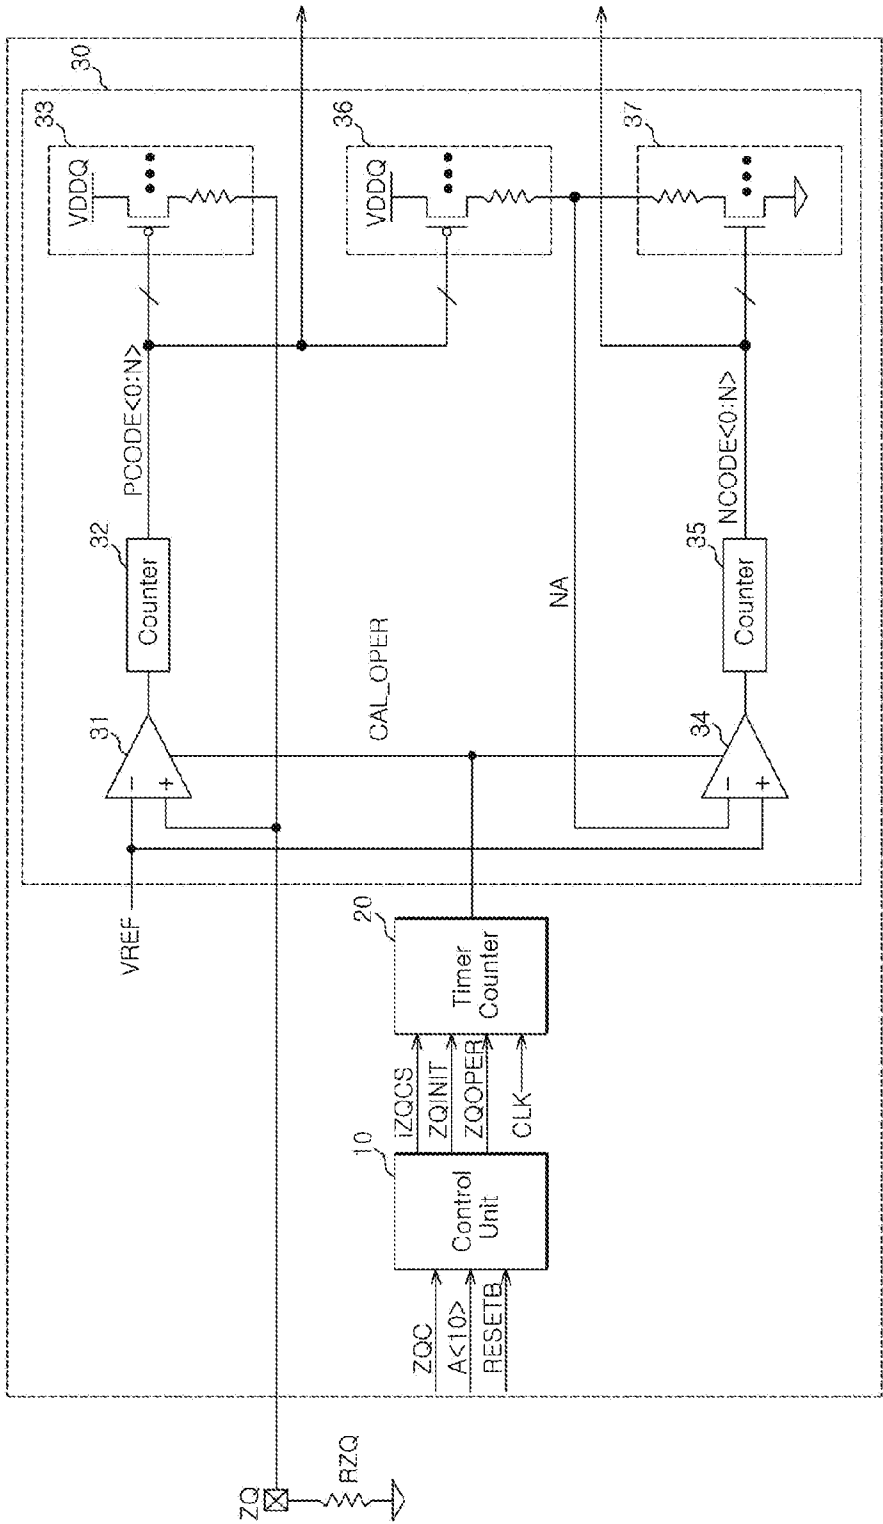 30
33
VDDQ
36
VDDQ
37
PCODE<0:N>
NCODE<0:N>
32
Counter
35
Counter
NA
CAL_OPER
31
-
+
34
-
+
VREF
20
Timer
Counter
iZQCS
ZQINIT
ZQOPER
CLK
10
Control
Unit
ZQC
A<10>
RESETB
ZQ
RZQ